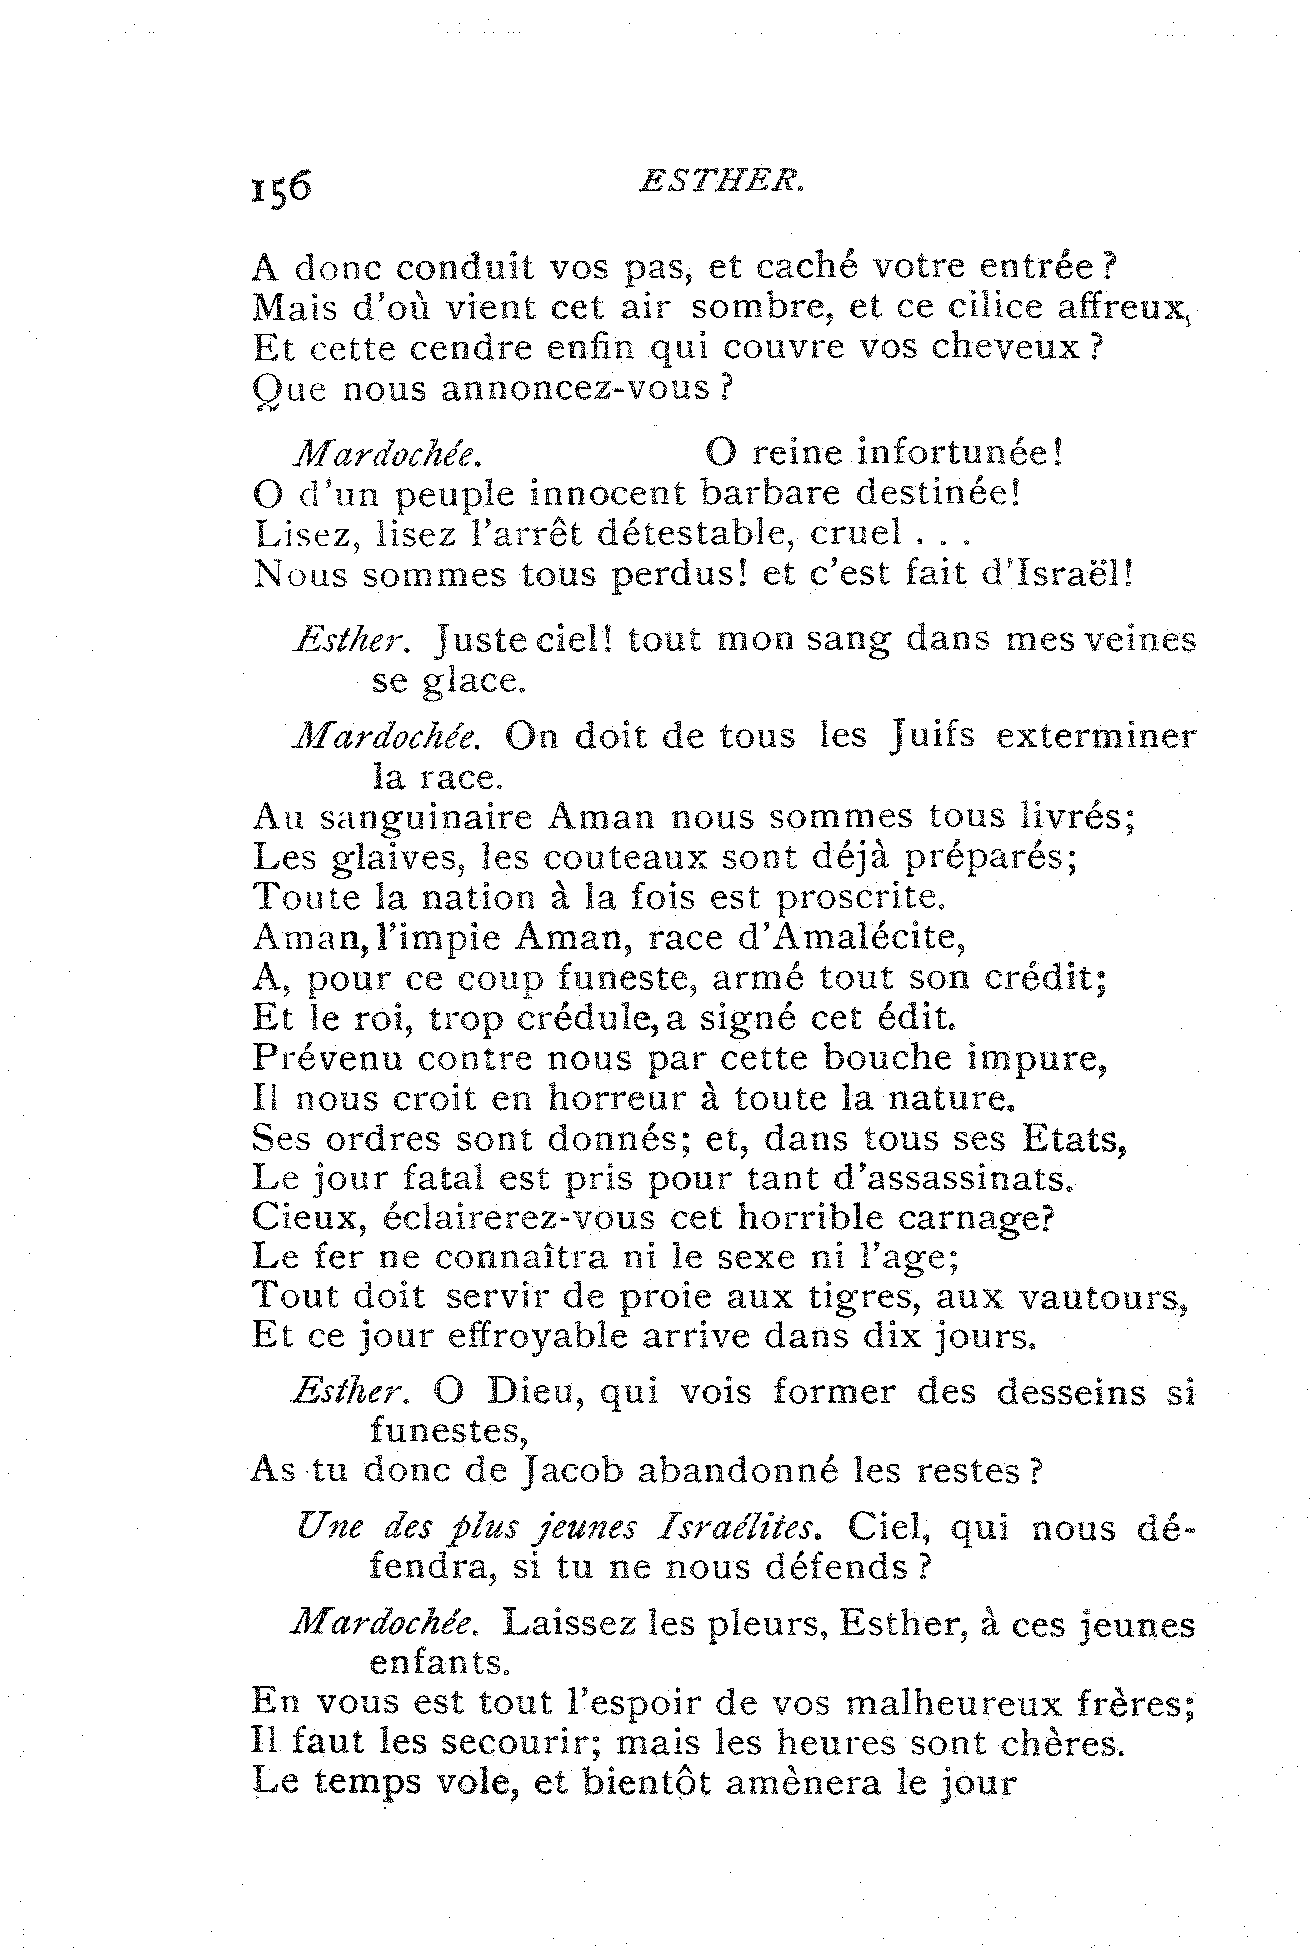 156 ESTHER.
A donc conduit vos pas, et caché votre entrée ?
Mais d'où vient cet air sombre, et ce cilice affreux,
Et cette cendre enfin qui couvre vos cheveux ?
Que nous annoncez-vous ?
Mardochée. O reine infortunée!
O d'un peuple innocent barbare destinée!
Lisez, lisez l'arrêt détestable, cruel . . .
Nous sommes tous perdus! et c'est fait d'Israël!
Esther. Juste ciel! tout mon sang dans mes veines
se glace.
Mardochée. On doit de tous les Juifs exterminer
la race.
Au sanguinaire Aman nous sommes tous livrés;
Les glaives, les couteaux sont déjà préparés;
Toute la nation à la fois est proscrite.
Aman, l'impie Aman, race d'Amalécite,
A, pour ce coup funeste, armé tout son crédit;
Et le roi, trop crédule, a signé cet édit.
Prévenu contre nous par cette bouche impure,
Il nous croit en horreur à toute la nature.
Ses ordres sont donnés; et, dans tous ses Etats,
Le jour fatal est pris pour tant d'assassinats.
Cieux, éclairerez-vous cet horrible carnage?
Le fer ne connaîtra ni le sexe ni l'age;
Tout doit servir de proie aux tigres, aux vautours,
Et ce jour effroyable arrive dans dix jours.
Esther. O Dieu, qui vois former des desseins si
funestes,
As tu donc de Jacob abandonné les restes ?
Une des plus jeunes Israélites. Ciel, qui nous dé-
fendra, si tu ne nous défends ?
Mardochée. Laissez les pleurs, Esther, à ces jeunes
enfants.
En vous est tout l'espoir de vos malheureux frères;
Il faut les secourir; mais les heures sont chères.
Le temps vole, et bientôt amènera le jour